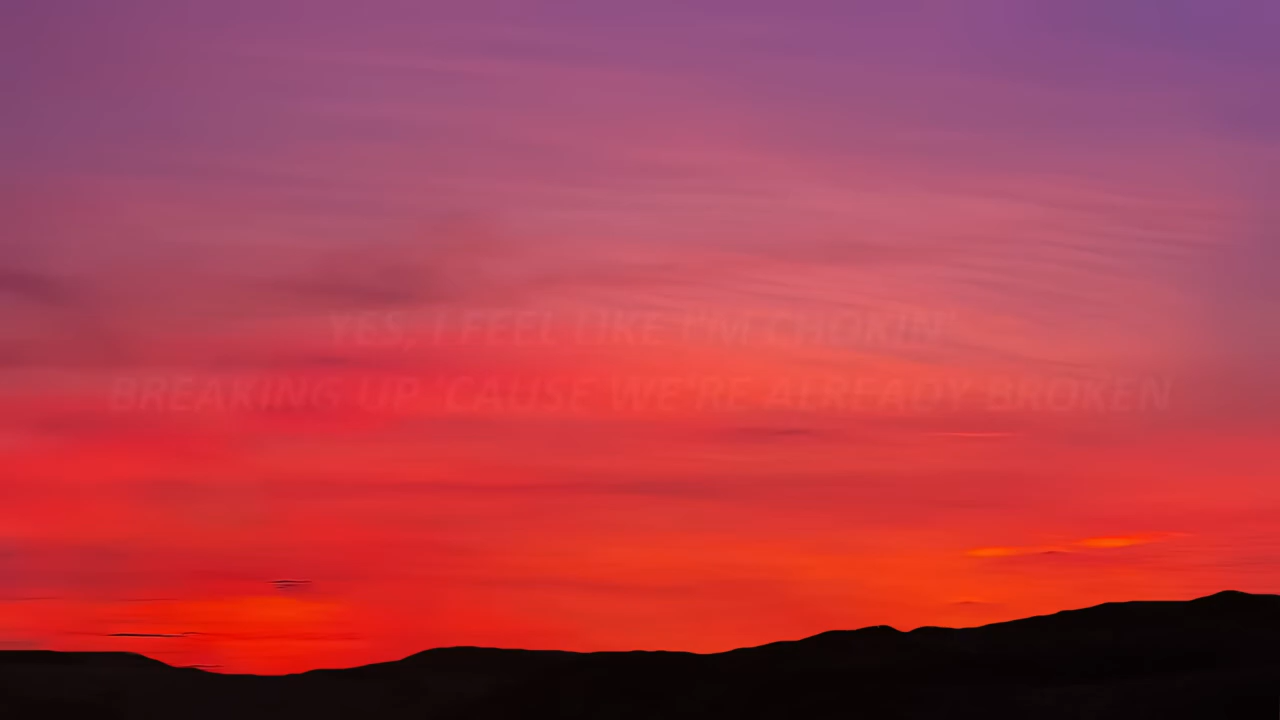 YES, I FEEL LIKE I'M CHOKIN'
BREAKING UP 'CAUSE WE'RE ALREADY BROKEN